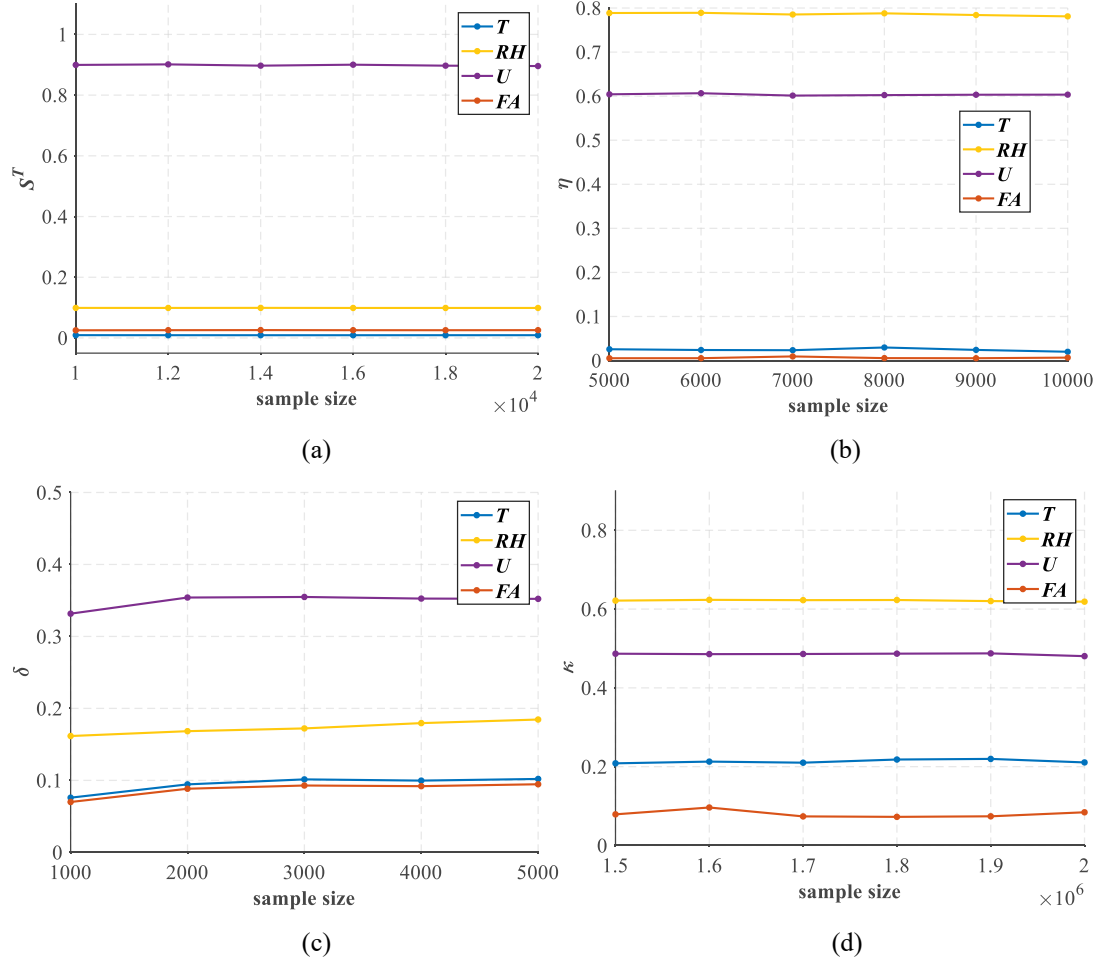 T
RH
U
FA
1
0.8
0.6
0.4
0.2
0
S^T
1
1.2
1.4
1.6
1.8
2
sample size
×10^4
(a)
0.8
0.7
0.6
0.5
0.4
0.3
0.2
0.1
0
η
T
RH
U
FA
5000
6000
7000
8000
9000
10000
sample size
(b)
0.5
0.4
0.3
0.2
0.1
0
δ
T
RH
U
FA
1000
2000
3000
4000
5000
sample size
(c)
0.8
0.6
0.4
0.2
0
κ
T
RH
U
FA
1.5
1.6
1.7
1.8
1.9
2
sample size
×10^6
(d)